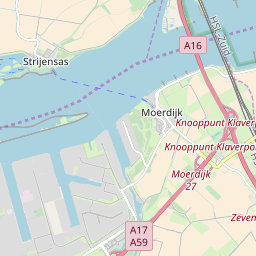 HSL-Zuid
A16
Strijensas
Moerdijk
Knooppunt Klaver
Knooppunt Klaverpo
Moerdijk
27
Zeven
A17
A59